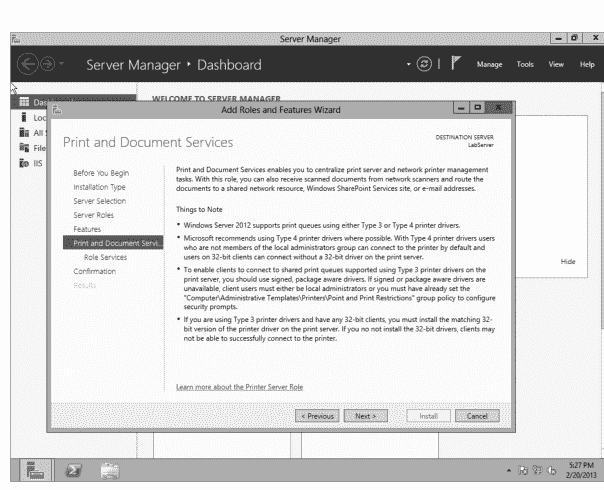 Server Manager
Server Manager • Dashboard
Manage Tools View Help
WELCOME TO SERVER MANAGER
Add Roles and Features Wizard
Print and Document Services
DESTINATION SERVER
LabServer
Before You Begin
Installation Type
Server Selection
Server Roles
Features
Print and Document Servi...
Role Services
Confirmation
Results
Print and Document Services enables you to centralize print server and network printer management
tasks. With this role, you can also receive scanned documents from network scanners and route the
documents to a shared network resource, Windows SharePoint Services site, or e-mail addresses.
Things to Note
• Windows Server 2012 supports print queues using either Type 3 or Type 4 printer drivers.
• Microsoft recommends using Type 4 printer drivers where possible. With Type 4 printer drivers users
who are not members of the local administrators group can connect to the printer by default and
users on 32-bit clients can connect without a 32-bit driver on the print server.
• To enable clients to connect to shared print queues supported using Type 3 printer drivers on the
print server, you should use signed, package aware drivers. If signed or package aware drivers are
unavailable, client users must either be local administrators or you must have already set the
"Computer\Administrative Templates\Printers\Point and Print Restrictions" group policy to configure
security prompts.
• If you are using Type 3 printer drivers and have any 32-bit clients, you must install the matching 32-
bit version of the printer driver on the print server. If you no not install the 32-bit drivers, clients may
not be able to successfully connect to the printer.
Learn more about the Printer Server Role
< Previous Next > Install Cancel
Das
Loc
All S
File
IIS
Hide
5:27 PM
2/20/2013